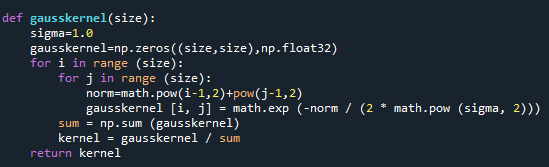 def gausskernel(size):
    sigma=1.0
    gausskernel=np.zeros((size,size),np.float32)
    for i in range (size):
        for j in range (size):
            norm=math.pow(i-1,2)+pow(j-1,2)
            gausskernel [i, j] = math.exp (-norm / (2 * math.pow (sigma, 2)))
        sum = np.sum (gausskernel)
        kernel = gausskernel / sum
    return kernel